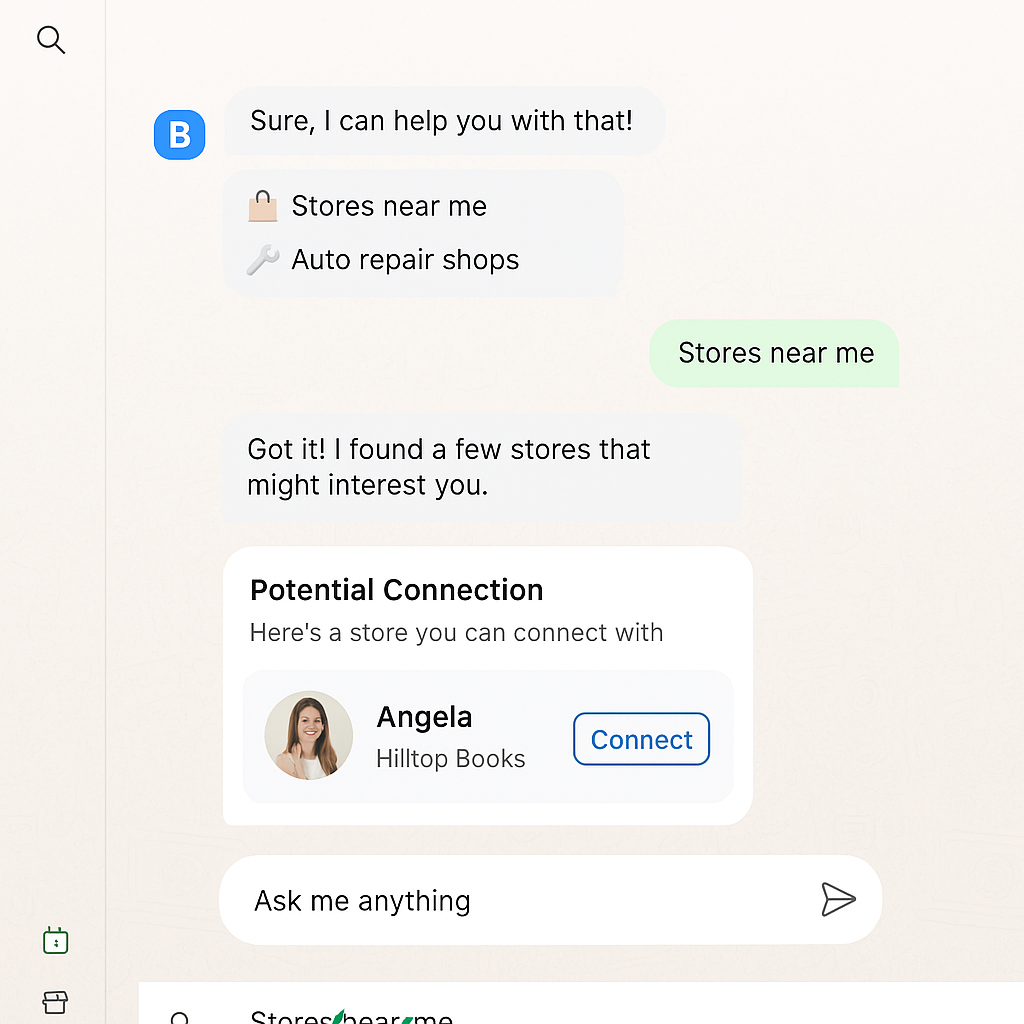 B
Sure, I can help you with that!
Stores near me
Auto repair shops
Stores near me
Got it! I found a few stores that
might interest you.
Potential Connection
Here's a store you can connect with
Angela
Hilltop Books
Connect
Ask me anything
Stores near me